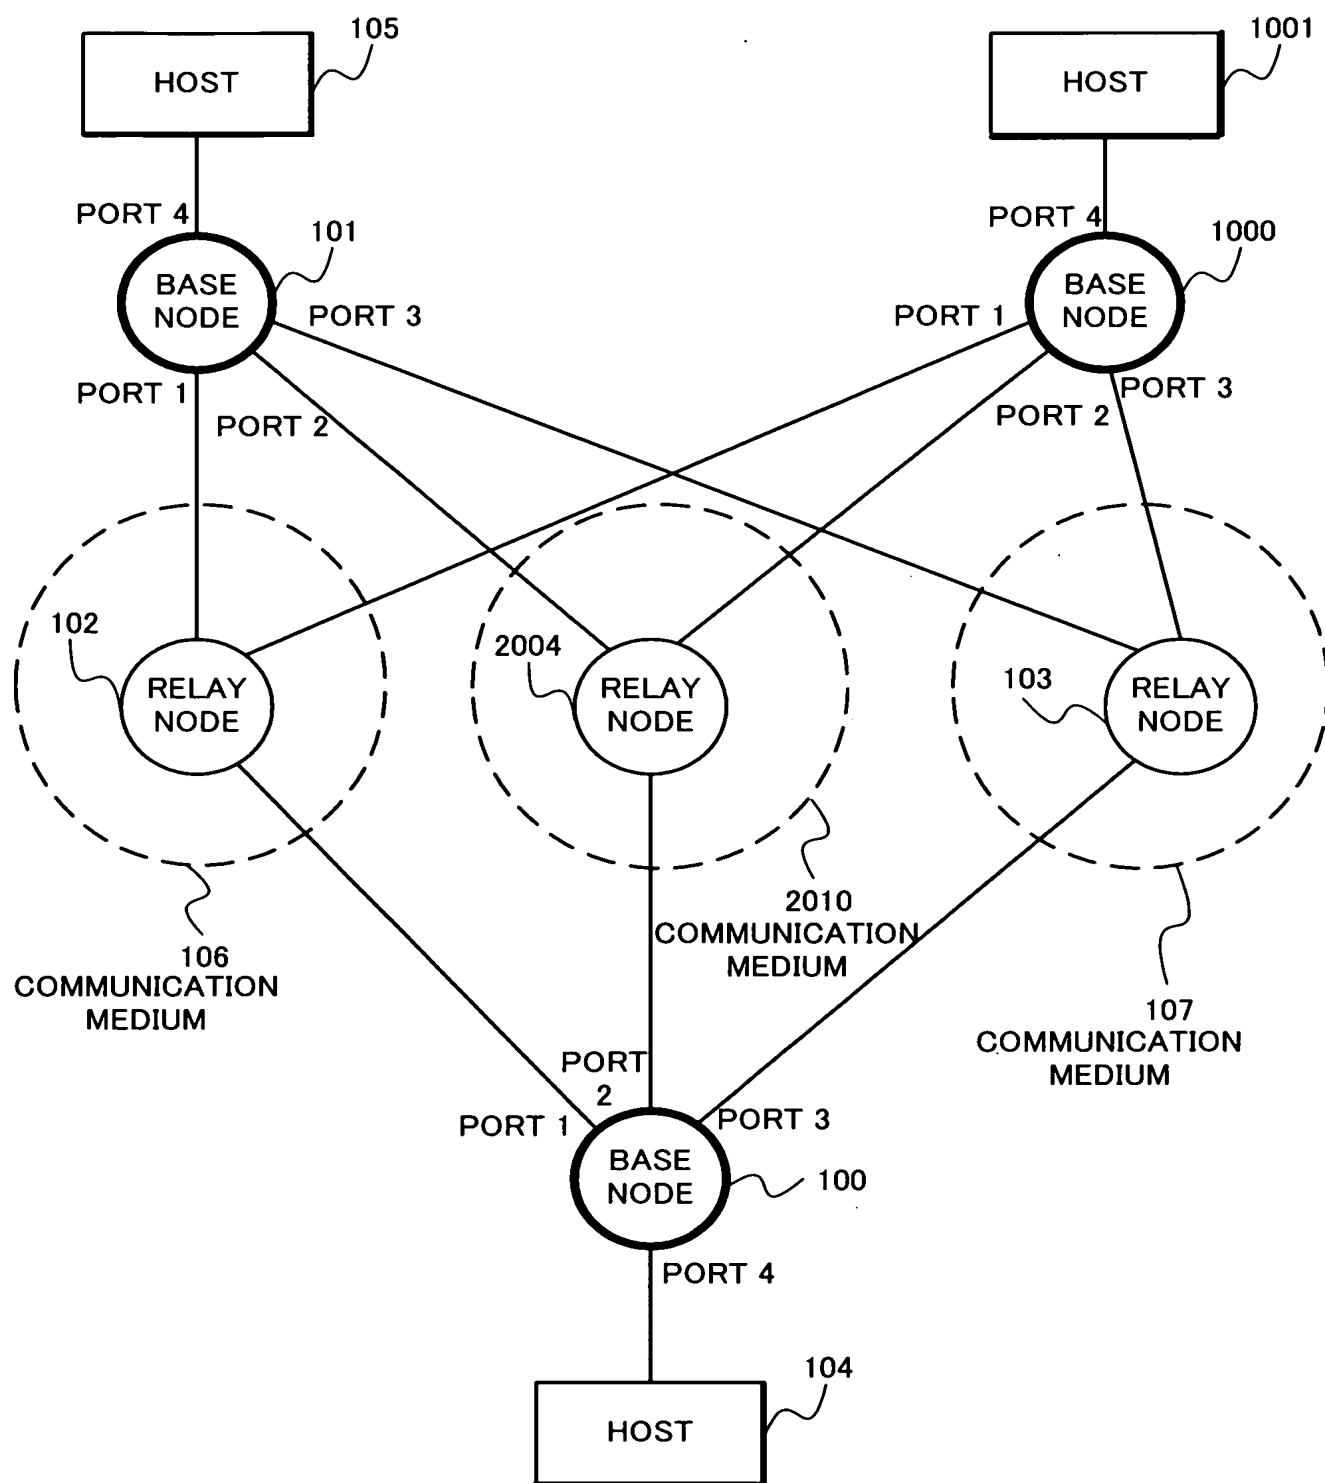 105
1001
HOST
HOST
PORT 4
PORT 4
101
1000
BASE
NODE
BASE
NODE
PORT 3
PORT 1
PORT 1
PORT 3
PORT 2
PORT 2
102
2004
103
RELAY
NODE
RELAY
NODE
RELAY
NODE
106
COMMUNICATION
MEDIUM
2010
COMMUNICATION
MEDIUM
107
COMMUNICATION
MEDIUM
PORT
2
PORT 1
PORT 3
BASE
NODE
100
PORT 4
104
HOST